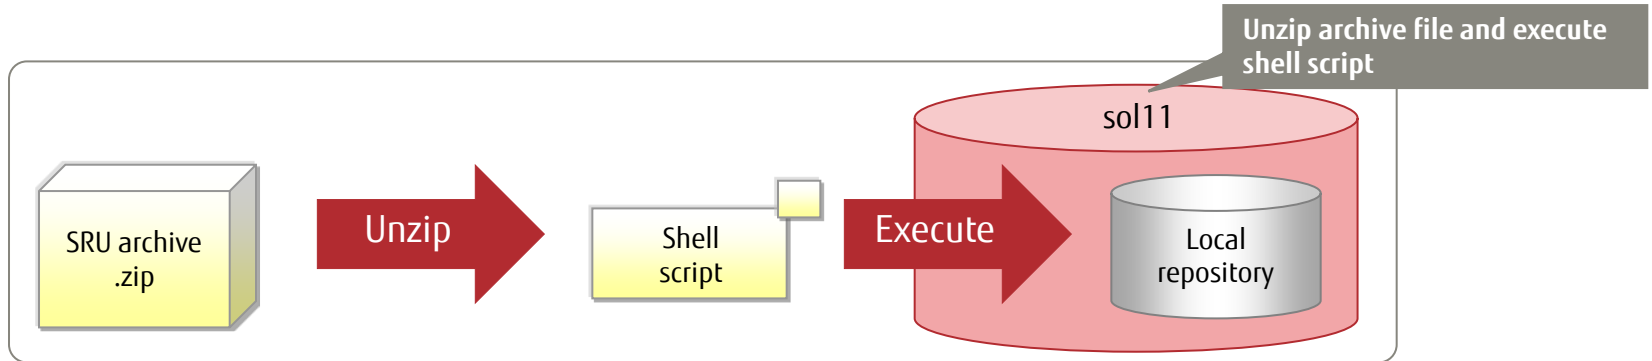 Unzip archive file and execute
shell script
sol11
SRU archive
.zip
Unzip
Shell
script
Execute
Local
repository